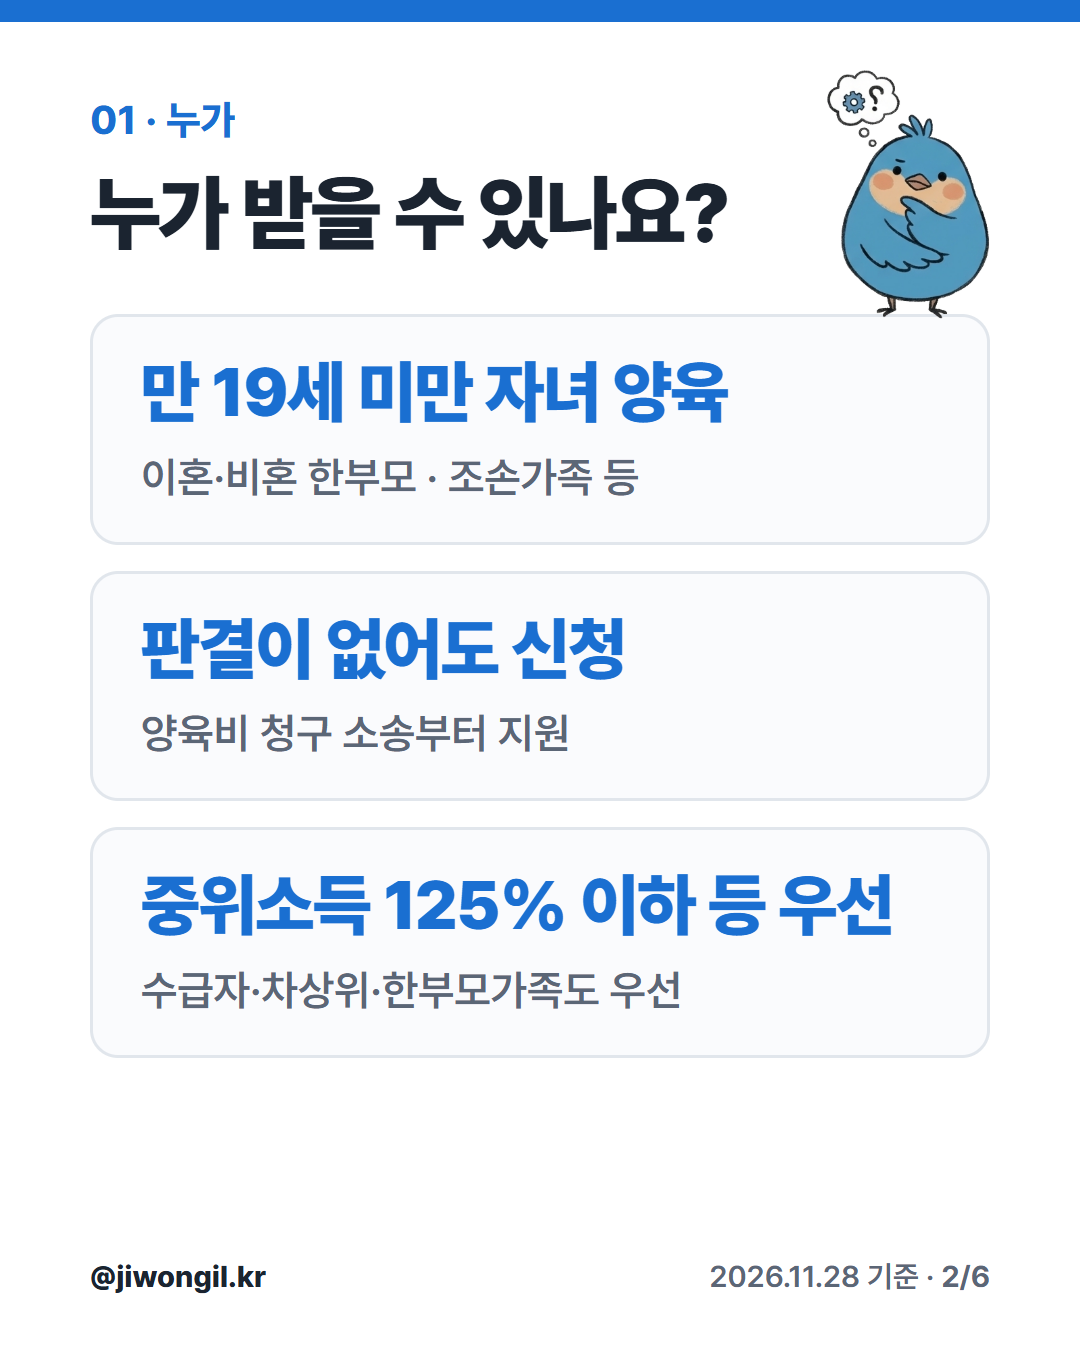 01 · 누가
누가 받을 수 있나요?
만 19세 미만 자녀 양육
이혼·비혼 한부모 · 조손가족 등
판결이 없어도 신청
양육비 청구 소송부터 지원
중위소득 125% 이하 등 우선
수급자·차상위·한부모가족도 우선
@jiwongil.kr
2026.11.28 기준 · 2/6